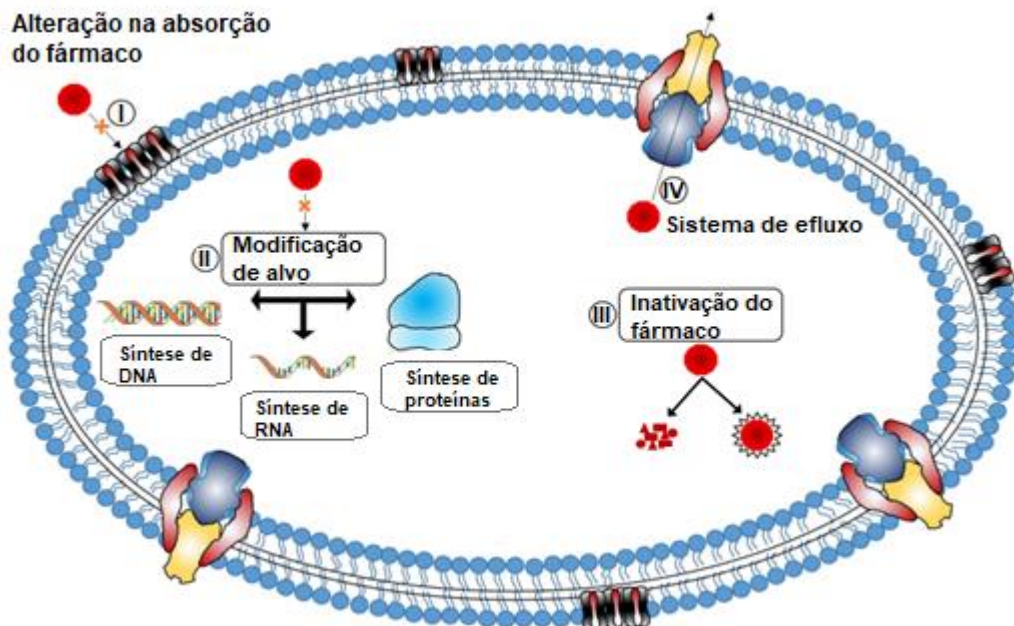 Alteração na absorção
do fármaco
I
IV
Sistema de efluxo
II
Modificação
de alvo
III
Inativação do
fármaco
Síntese de
DNA
Síntese de
RNA
Síntese de
proteínas